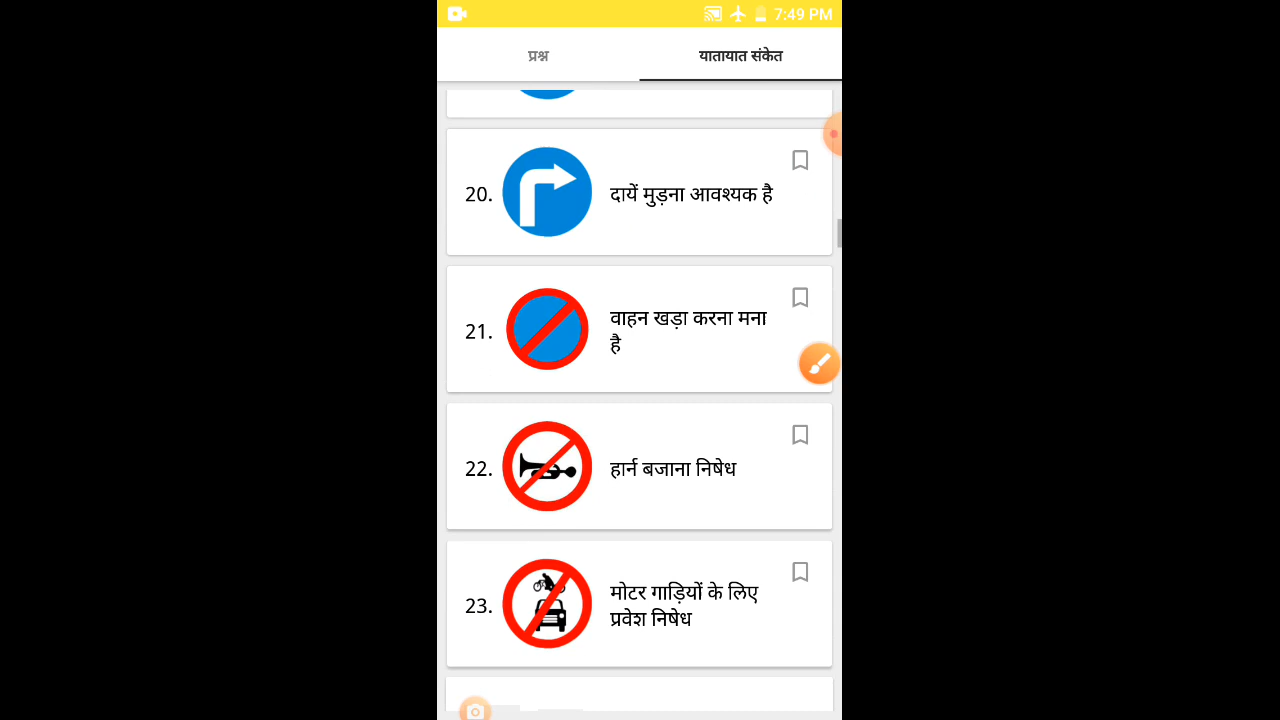 7:49 PM
प्रश्न
यातायात संकेत
20. दायें मुड़ना आवश्यक है
21. वाहन खड़ा करना मना
है
22. हार्न बजाना निषेध
23. मोटर गाड़ियों के लिए
प्रवेश निषेध